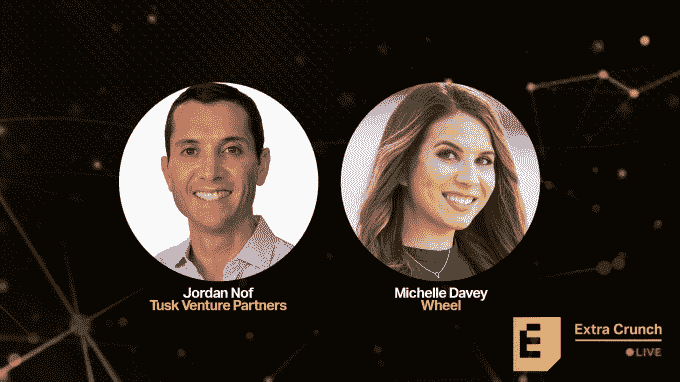 Jordan Nof
Tusk Venture Partners
Michelle Davey
Wheel
E
Extra Crunch
LIVE